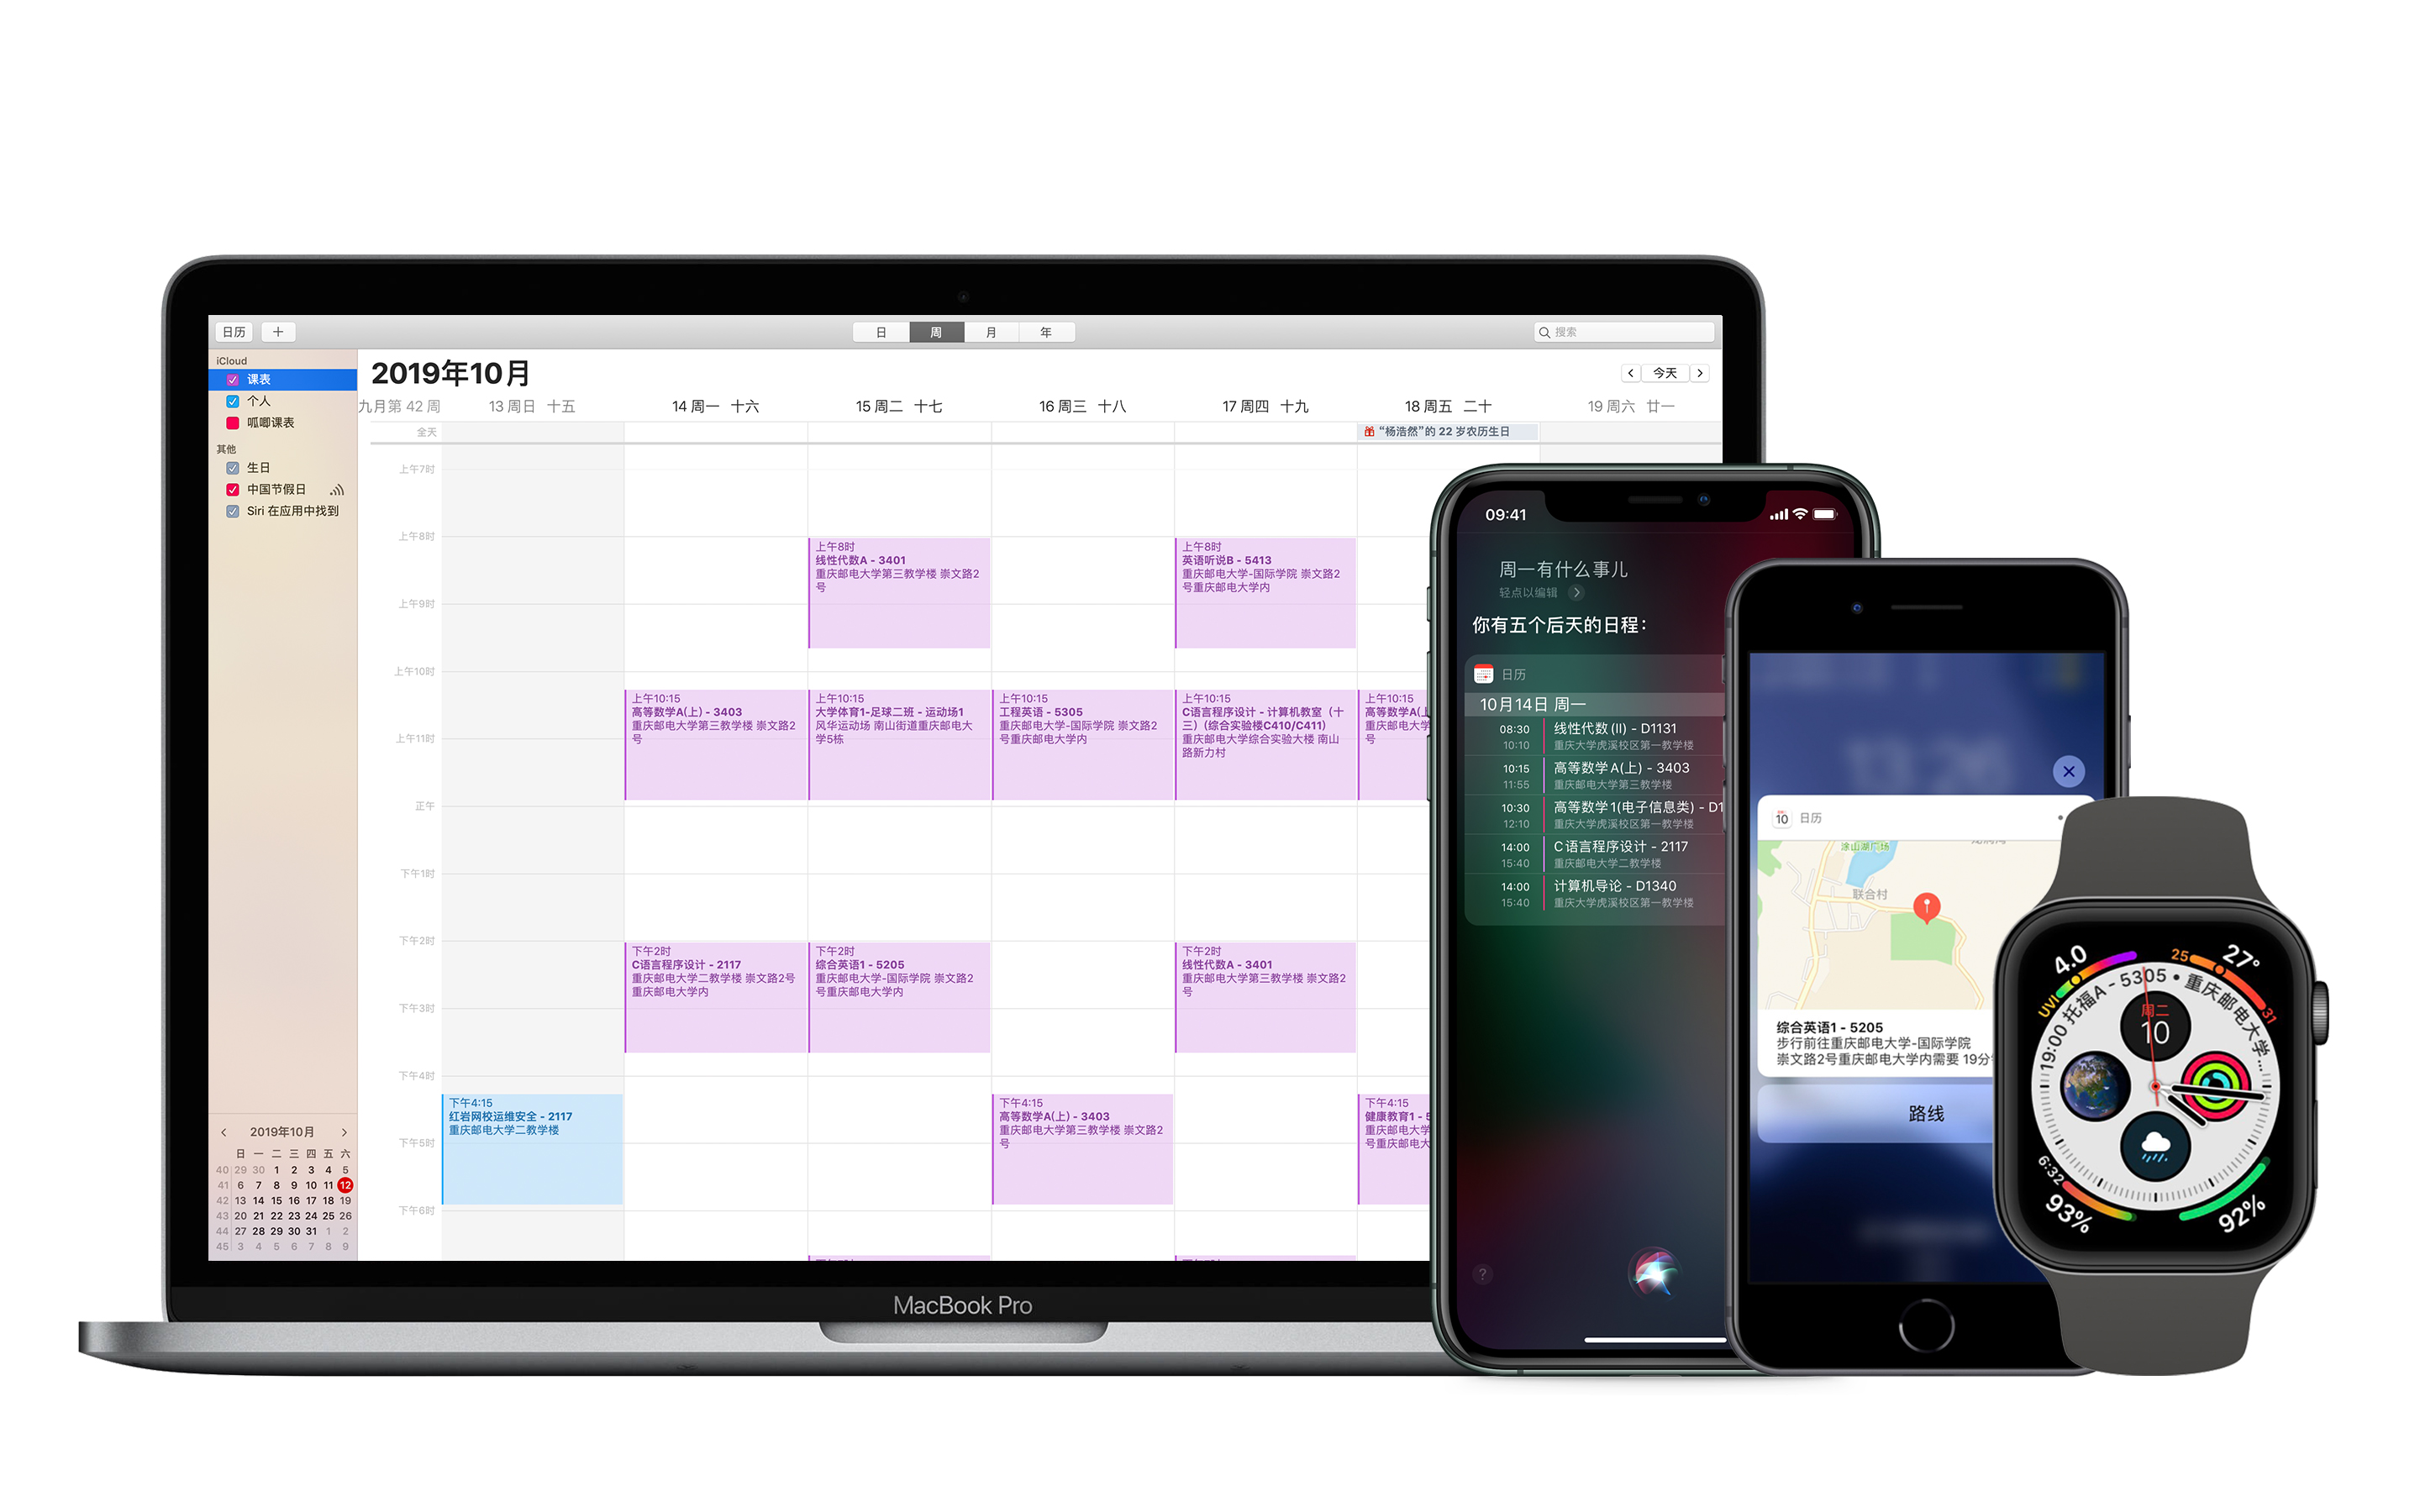 日历
+
日
周
月
年
搜索
iCloud
课表
个人
呱唧课表
其他
生日
中国节假日
Siri 在应用中找到
2019年10月
今天
九月第 42 周
13 周日 十五
14 周一 十六
15 周二 十七
16 周三 十八
17 周四 十九
18 周五 二十
19 周六 廿一
全天
“杨浩然”的 22 岁农历生日
上午7时
上午8时
上午9时
上午10时
上午11时
正午
下午1时
下午2时
下午3时
下午4时
下午5时
下午6时
下午4:15
红岩网校运维安全 - 2117
重庆邮电大学二教学楼
上午10:15
高等数学A(上) - 3403
重庆邮电大学第三教学楼 崇文路2
号
下午2时
C语言程序设计 - 2117
重庆邮电大学二教学楼 崇文路2号
重庆邮电大学内
上午8时
线性代数A - 3401
重庆邮电大学第三教学楼 崇文路2
号
上午10:15
大学体育1-足球二班 - 运动场1
风华运动场 南山街道重庆邮电大
学5栋
下午2时
综合英语1 - 5205
重庆邮电大学-国际学院 崇文路2
号重庆邮电大学内
上午10:15
工程英语 - 5305
重庆邮电大学-国际学院 崇文路2
号重庆邮电大学内
下午4:15
高等数学A(上) - 3403
重庆邮电大学第三教学楼 崇文路2
号
上午8时
英语听说B - 5413
重庆邮电大学-国际学院 崇文路2
号重庆邮电大学内
上午10:15
C语言程序设计 - 计算机教室（十
三）(综合实验楼C410/C411)
重庆邮电大学综合实验大楼 南山
路新力村
下午2时
线性代数A - 3401
重庆邮电大学第三教学楼 崇文路2
号
上午10:15
高等数学A(上
重庆邮电大学
号
下午4:15
健康教育1 - 5
重庆邮电大学
号重庆邮电大
2019年10月
日 一 二 三 四 五 六
40 29 30 1 2 3 4 5
41 6 7 8 9 10 11 12
42 13 14 15 16 17 18 19
43 20 21 22 23 24 25 26
44 27 28 29 30 31 1 2
45 3 4 5 6 7 8 9
MacBook Pro
09:41
周一有什么事儿
轻点以编辑
你有五个后天的日程：
日历
10月14日 周一
08:30 线性代数 (II) - D1131
10:10 重庆大学虎溪校区第一教学楼
10:15 高等数学 A(上) - 3403
11:55 重庆邮电大学第三教学楼
10:30 高等数学 1(电子信息类) - D1
12:10 重庆大学虎溪校区第一教学楼
14:00 C 语言程序设计 - 2117
15:40 重庆邮电大学二教学楼
14:00 计算机导论 - D1340
15:40 重庆大学虎溪校区第一教学楼
?
10 日历
涂山湖广场
联合村
综合英语1 - 5205
步行前往重庆邮电大学-国际学院
崇文路2号重庆邮电大学内需要 19分
路线
4.0
UVI
25
27°
31
19:00 托福A - 5305 • 重庆邮电大学...
周二
10
6:32
93%
92%